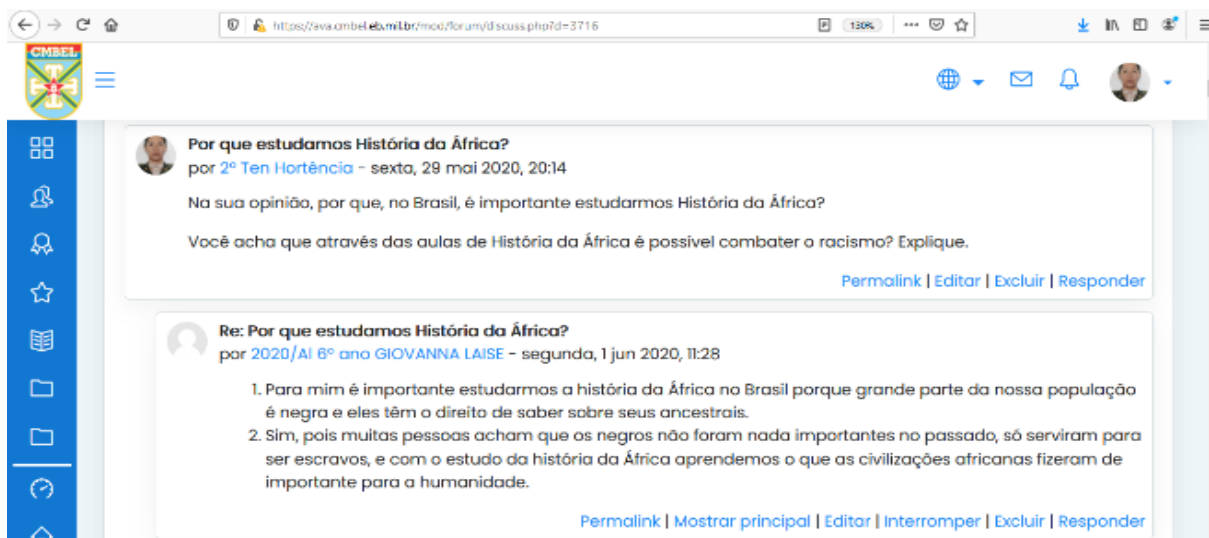 https://ava.cmbel.eb.mil.br/mod/forum/discuss.php?d=3716
130%
CMBEL
Por que estudamos História da África?
por 2º Ten Hortência - sexta, 29 mai 2020, 20:14
Na sua opinião, por que, no Brasil, é importante estudarmos História da África?
Você acha que através das aulas de História da África é possível combater o racismo? Explique.
Permalink | Editar | Excluir | Responder
Re: Por que estudamos História da África?
por 2020/Al 6º ano GIOVANNA LAISE - segunda, 1 jun 2020, 11:28
1. Para mim é importante estudarmos a história da África no Brasil porque grande parte da nossa população
é negra e eles têm o direito de saber sobre seus ancestrais.
2. Sim, pois muitas pessoas acham que os negros não foram nada importantes no passado, só serviram para
ser escravos, e com o estudo da história da África aprendemos o que as civilizações africanas fizeram de
importante para a humanidade.
Permalink | Mostrar principal | Editar | Interromper | Excluir | Responder